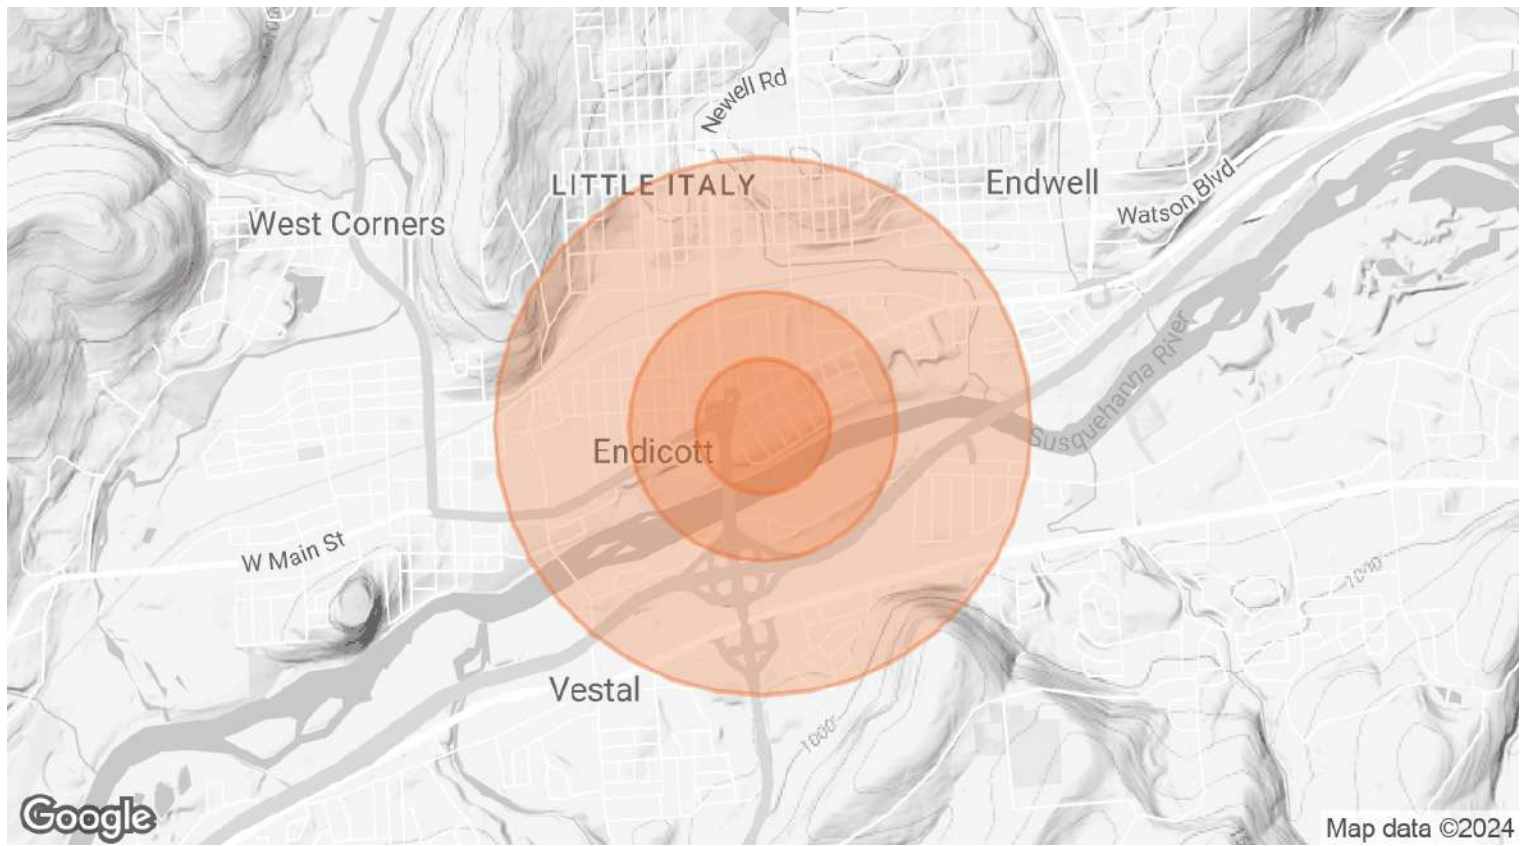 Newell Rd
LITTLE ITALY
Endwell
West Corners
Watson Blvd
Susquehanna River
Endicott
W Main St
1000'
Vestal
1000'
Google
Map data ©2024